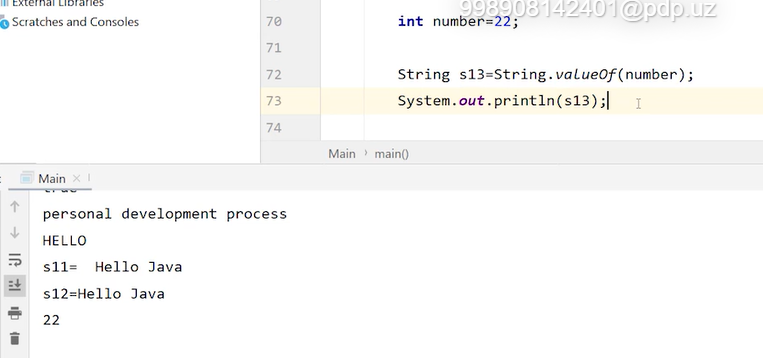 External Libraries
Scratches and Consoles
998908142401@pdp.uz
70 int number=22;
71
72 String s13=String.valueOf(number);
73 System.out.println(s13);
74
Main › main()
Main
true
personal development process
HELLO
s11=  Hello Java
s12=Hello Java
22